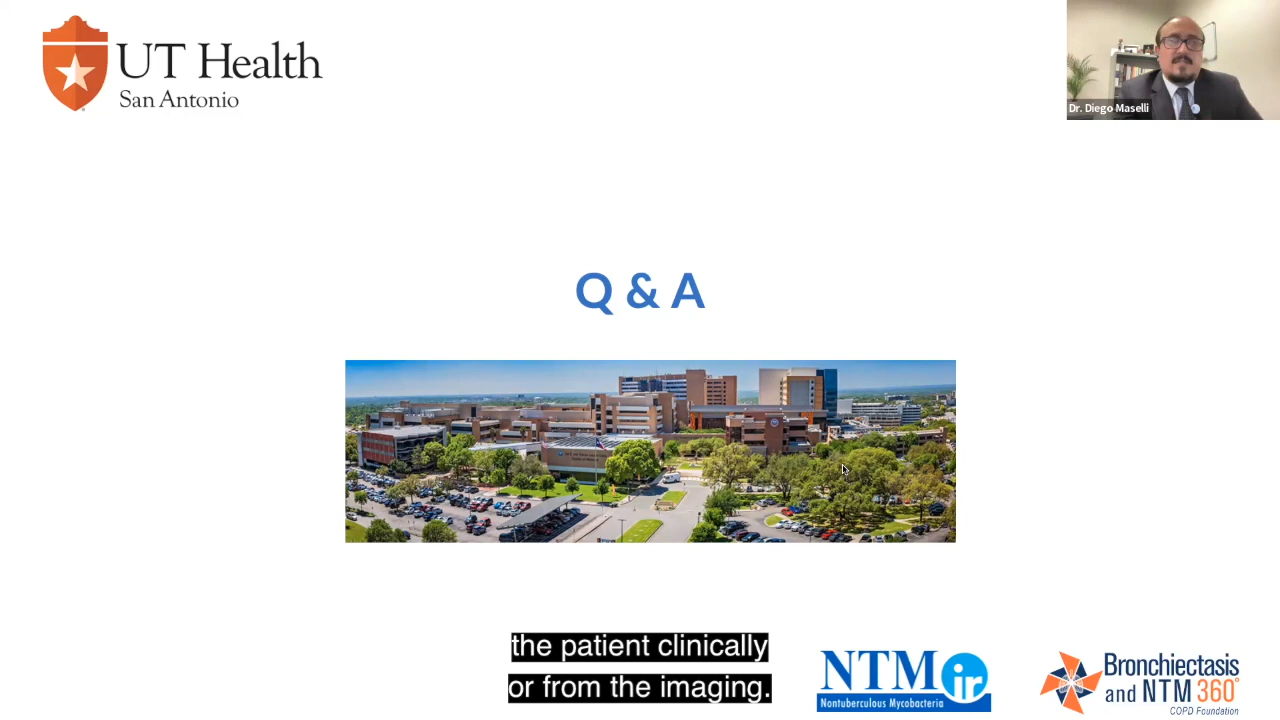 UT Health
San Antonio
Dr. Diego Maselli
Q & A
the patient clinically
or from the imaging.
NTM ir
Nontuberculous Mycobacteria
Bronchiectasis
and NTM 360°
COPD Foundation